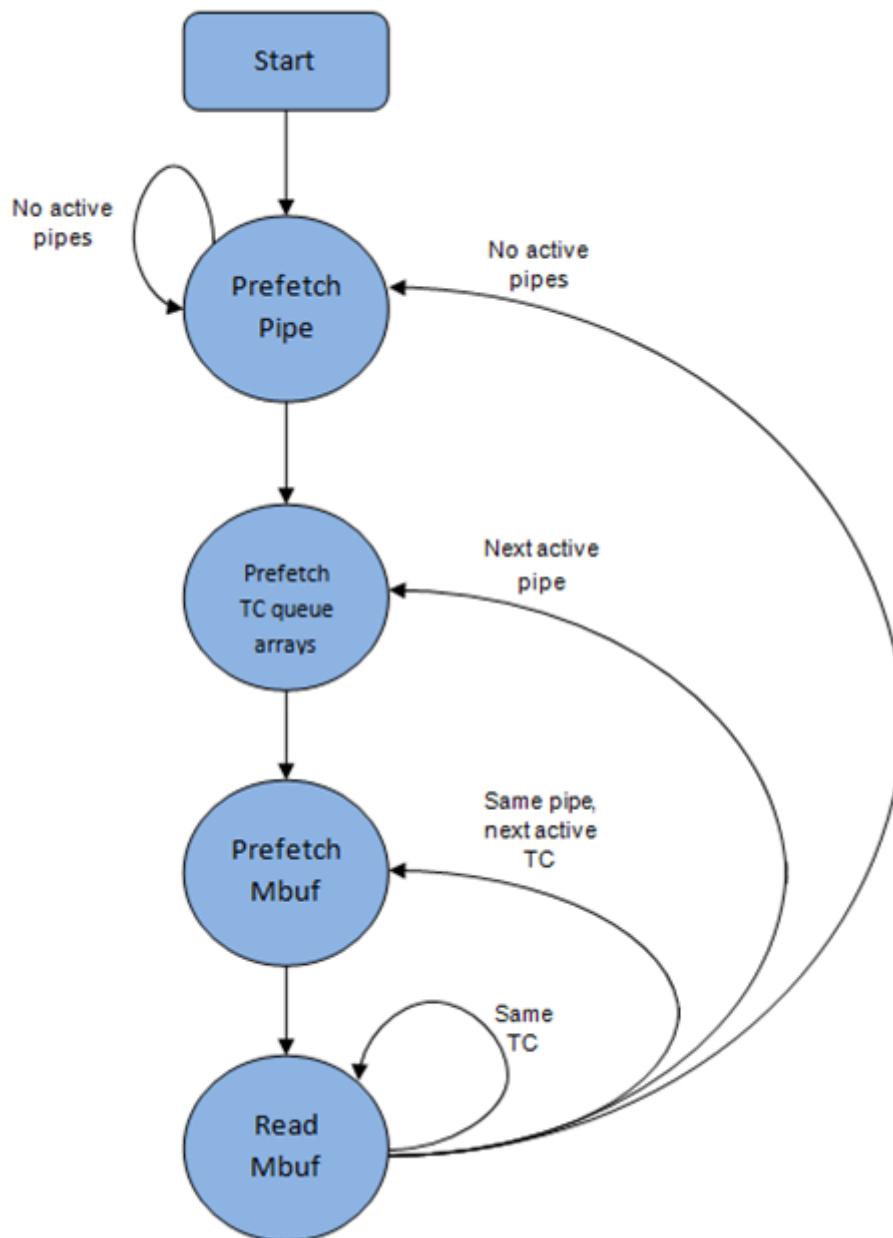 Start
No active
pipes
No active
pipes
Prefetch
Pipe
Next active
pipe
Prefetch
TC queue
arrays
Same pipe,
next active
TC
Prefetch
Mbuf
Same
TC
Read
Mbuf